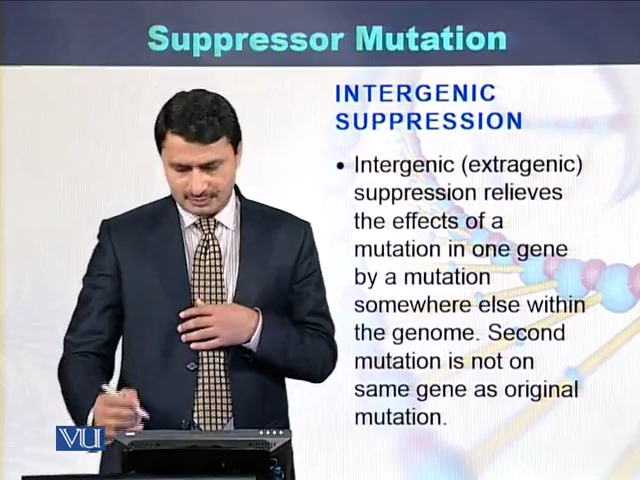 Suppressor Mutation
INTERGENIC
SUPPRESSION
• Intergenic (extragenic)
suppression relieves
the effects of a
mutation in one gene
by a mutation
somewhere else within
the genome. Second
mutation is not on
same gene as original
mutation.
VU